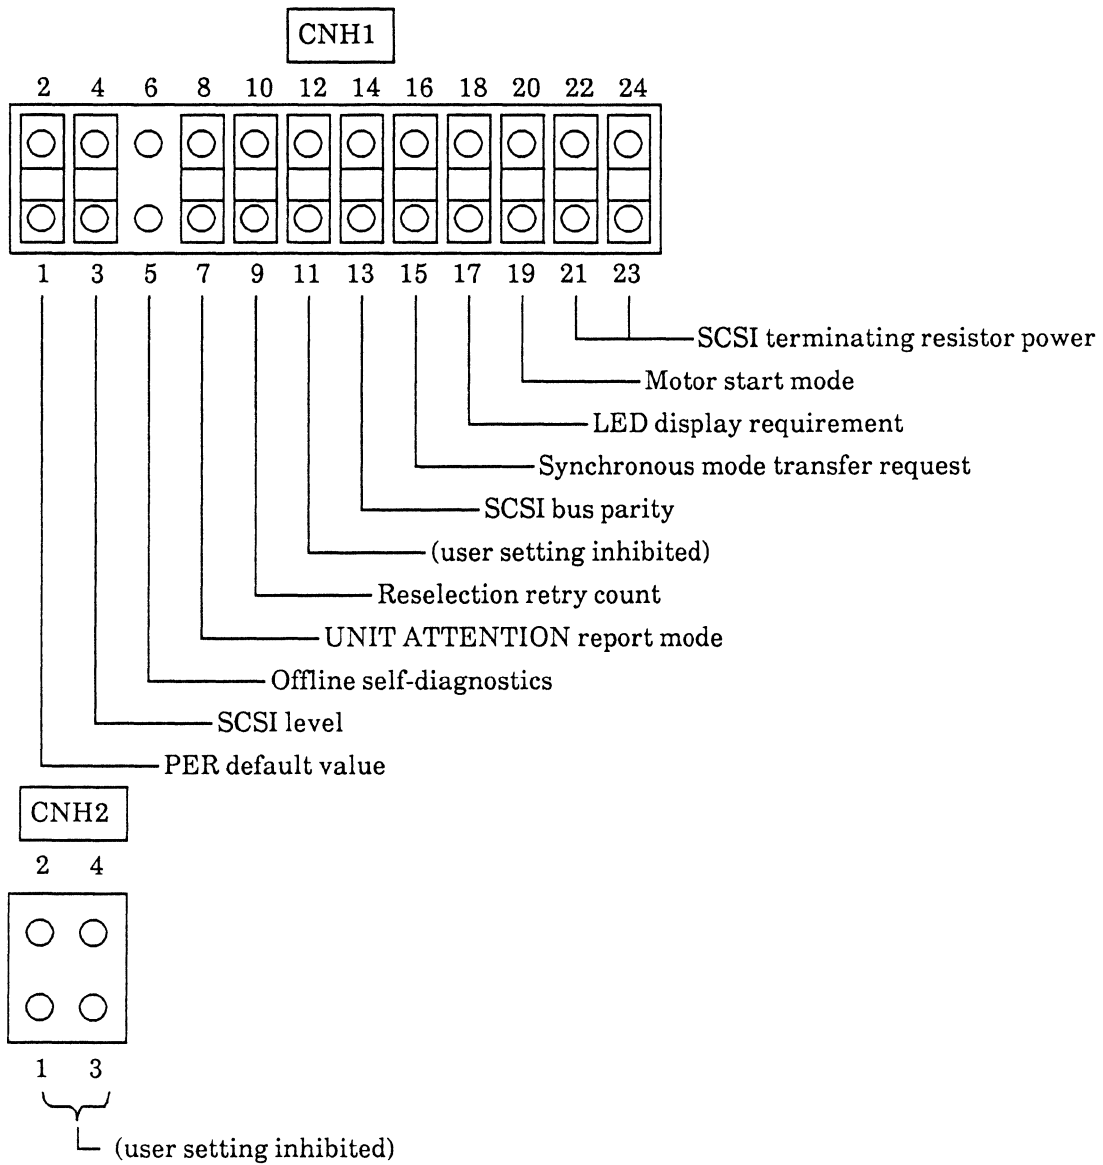 CNH1
2 4 6 8 10 12 14 16 18 20 22 24
1 3 5 7 9 11 13 15 17 19 21 23
SCSI terminating resistor power
Motor start mode
LED display requirement
Synchronous mode transfer request
SCSI bus parity
(user setting inhibited)
Reselection retry count
UNIT ATTENTION report mode
Offline self-diagnostics
SCSI level
PER default value
CNH2
2 4
1 3
(user setting inhibited)